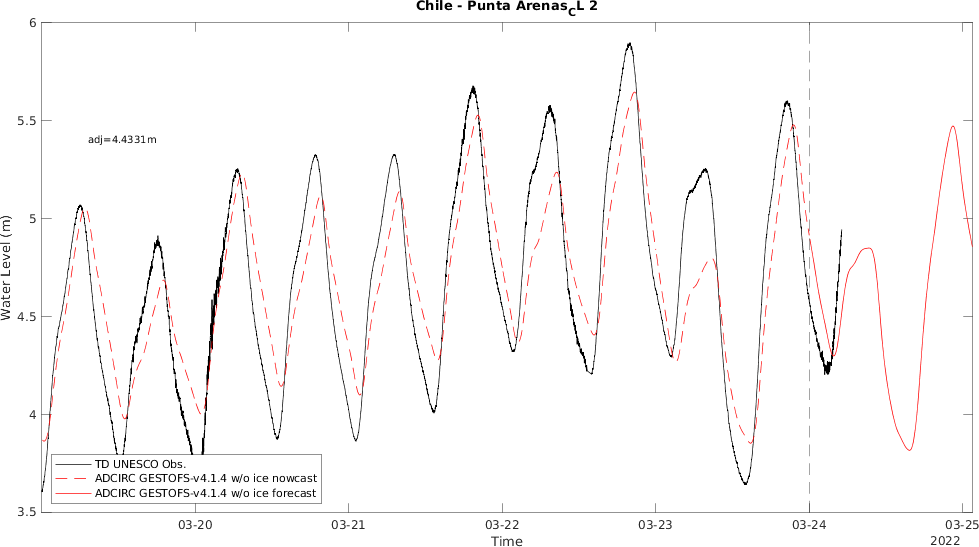 Chile - Punta Arenas_CL 2
6
5.5
5
4.5
4
3.5
Water Level (m)
adj=4.4331m
TD UNESCO Obs.
ADCIRC GESTOFS-v4.1.4 w/o ice nowcast
ADCIRC GESTOFS-v4.1.4 w/o ice forecast
03-20 03-21 03-22 03-23 03-24 03-25
Time
2022